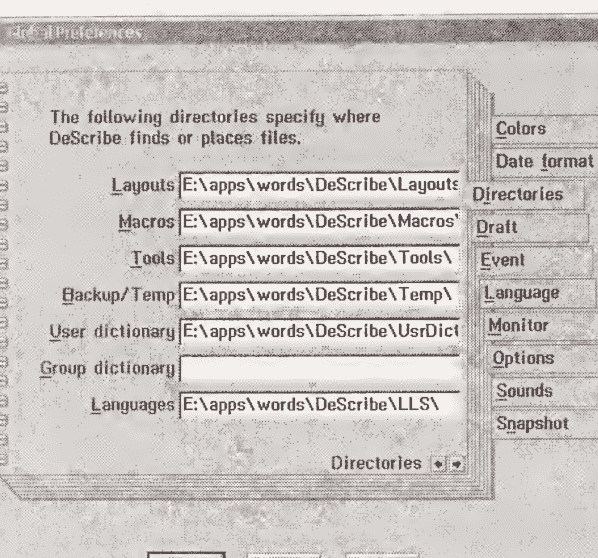 Global Preferences
The following directories specify where
DeScribe finds or places files.
Layouts E:\apps\words\DeScribe\Layouts
Macros E:\apps\words\DeScribe\Macros\
Tools E:\apps\words\DeScribe\Tools\
Backup/Temp E:\apps\words\DeScribe\Temp\
User dictionary E:\apps\words\DeScribe\UsrDict
Group dictionary
Languages E:\apps\words\DeScribe\LLS\
Directories
Colors
Date format
Directories
Draft
Event
Language
Monitor
Options
Sounds
Snapshot